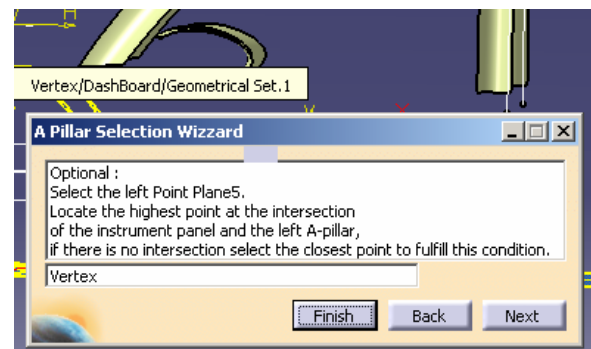 Vertex/DashBoard/Geometrical Set.1
A Pillar Selection Wizzard
Optional :
Select the left Point Plane5.
Locate the highest point at the intersection
of the instrument panel and the left A-pillar,
if there is no intersection select the closest point to fulfill this condition.
Vertex
Finish Back Next